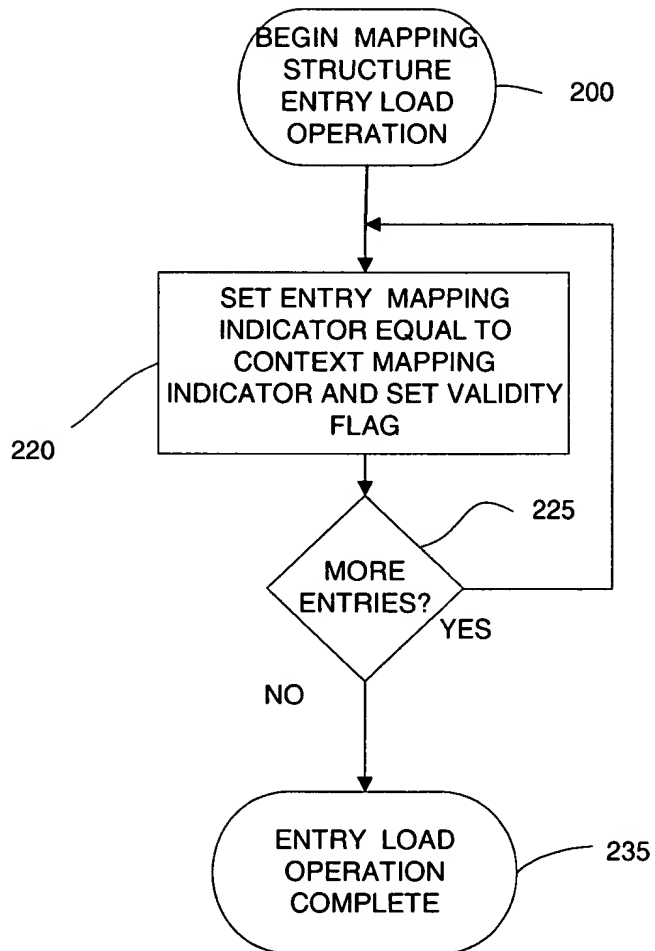 BEGIN MAPPING
STRUCTURE
ENTRY LOAD
OPERATION
200
SET ENTRY MAPPING
INDICATOR EQUAL TO
CONTEXT MAPPING
INDICATOR AND SET VALIDITY
FLAG
220
225
MORE
ENTRIES?
YES
NO
ENTRY LOAD
OPERATION
COMPLETE
235